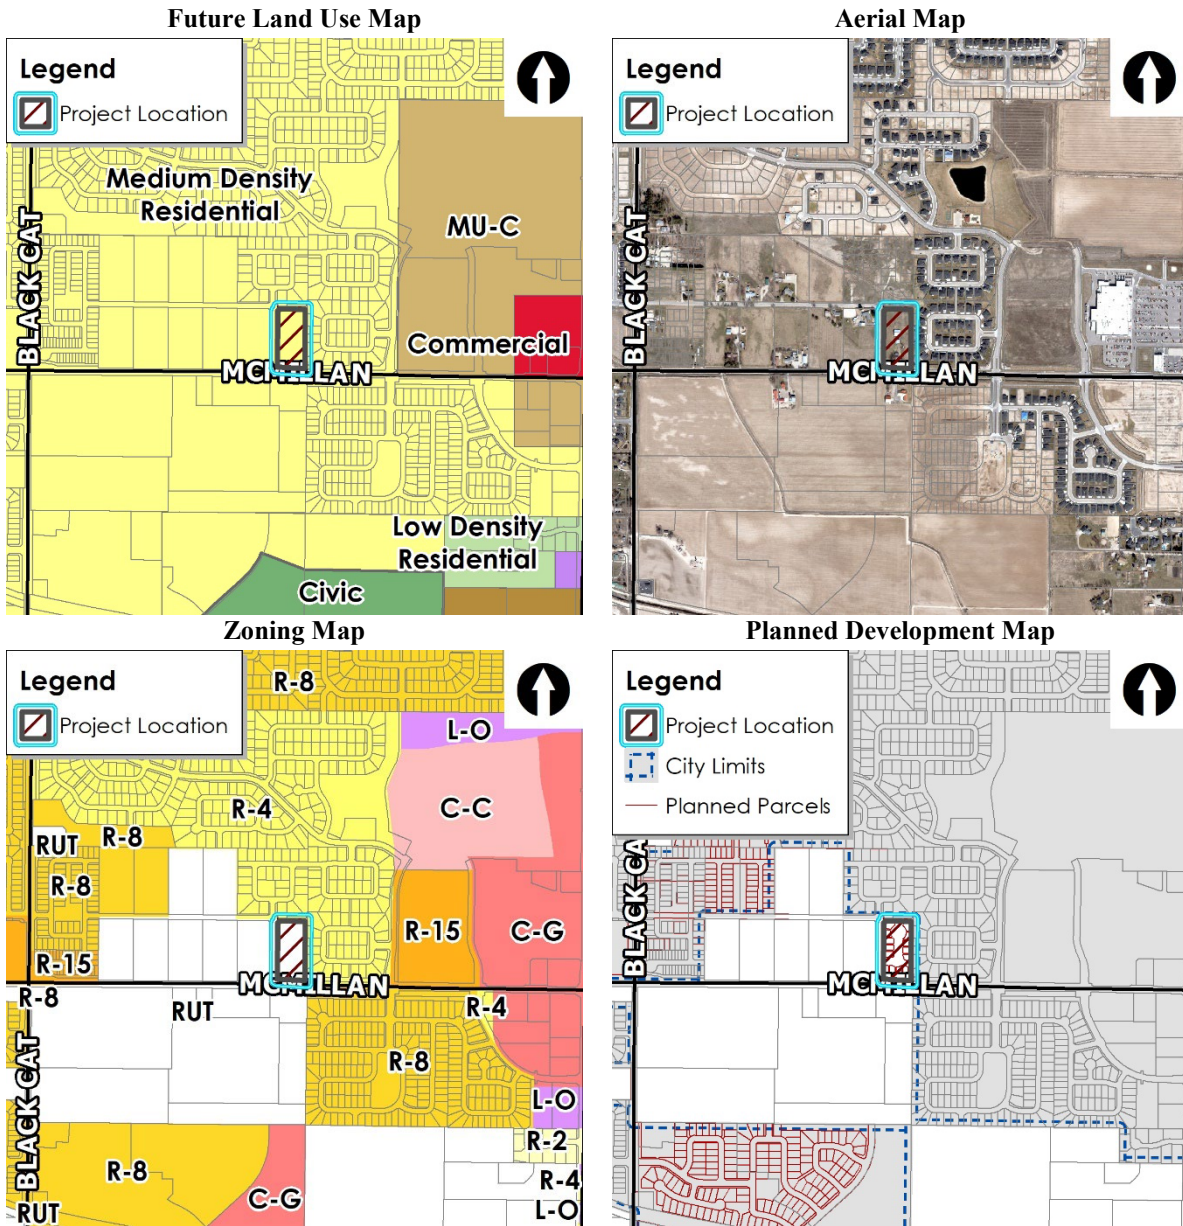 Future Land Use Map
Legend
Project Location
Medium Density
Residential
MU-C
BLACK CAT
Commercial
MCMILLAN
Low Density
Residential
Civic
Aerial Map
Legend
Project Location
BLACK CAT
MCMILLAN
Zoning Map
Legend
Project Location
R-8
L-O
C-C
R-4
R-8
RUT
R-8
R-15
C-G
R-15
MCMILLAN
R-8
RUT
R-4
R-8
BLACK CAT
L-O
R-2
R-8
R-4
C-G
L-O
RUT
Planned Development Map
Legend
Project Location
City Limits
Planned Parcels
BLACK CA
MCMILLAN